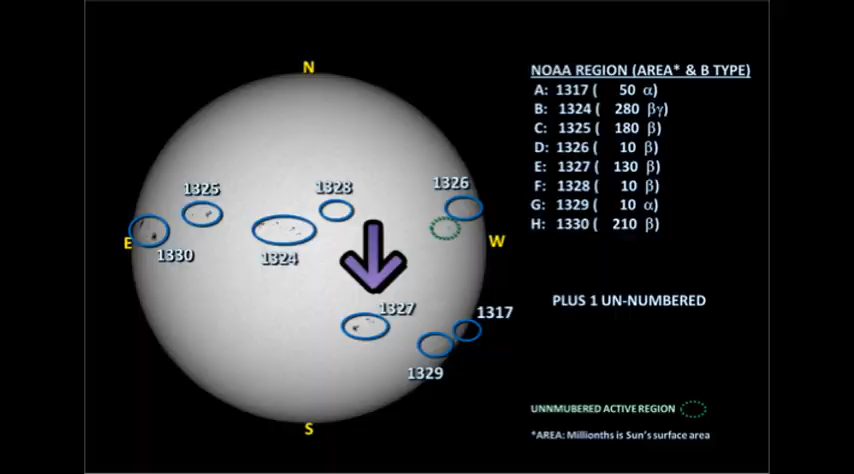 N
NOAA REGION (AREA* & B TYPE)
A: 1317 ( 50 α)
B: 1324 ( 280 βγ)
C: 1325 ( 180 β)
D: 1326 ( 10 β)
E: 1327 ( 130 β)
F: 1328 ( 10 β)
G: 1329 ( 10 α)
H: 1330 ( 210 β)
1325
1328
1326
E
W
1330
1324
PLUS 1 UN-NUMBERED
1327
1317
1329
S
UNNMUBERED ACTIVE REGION
*AREA: Millionths is Sun's surface area